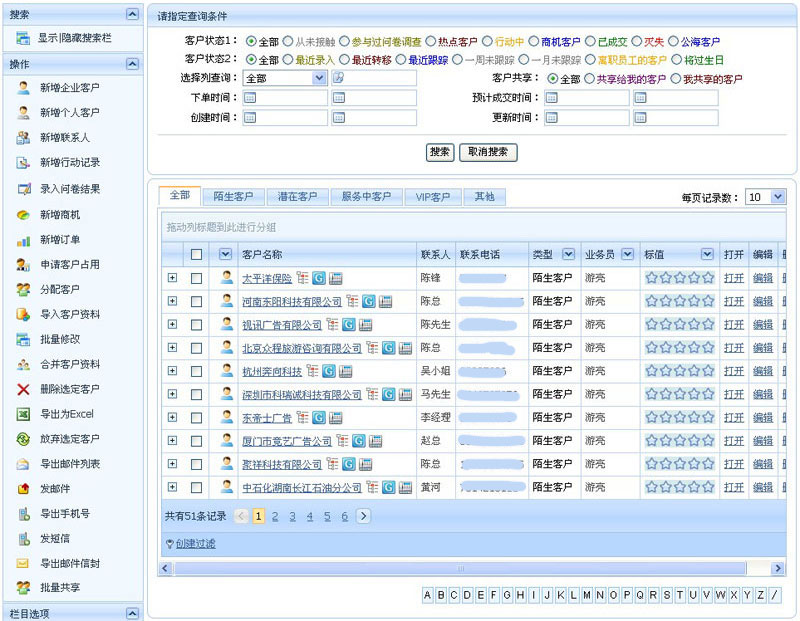 搜索
显示|隐藏搜索栏
操作
新增企业客户
新增个人客户
新增联系人
新增行动记录
录入问卷结果
新增商机
新增订单
申请客户占用
分配客户
导入客户资料
批量修改
合并客户资料
删除选定客户
导出为Excel
放弃选定客户
导出邮件列表
发邮件
导出手机号
发短信
导出邮件信封
批量共享
栏目选项
请指定查询条件
客户状态1： 全部 从未接触 参与过问卷调查 热点客户 行动中 商机客户 已成交 灭失 公海客户
客户状态2： 全部 最近录入 最近转移 最近跟踪 一周未跟踪 一月未跟踪 离职员工的客户 将过生日
选择列查询： 全部 客户共享： 全部 共享给我的客户 我共享的客户
下单时间： 预计成交时间：
创建时间： 更新时间：
搜索 取消搜索
全部 陌生客户 潜在客户 服务中客户 VIP客户 其他 每页记录数： 10
拖动列标题到此进行分组
客户名称 联系人 联系电话 类型 业务员 标值 打开 编辑
太平洋保险 陈锋 陌生客户 游亮 打开 编辑
河南东阳科技有限公司 陈总 陌生客户 游亮 打开 编辑
视讯广告有限公司 陈先生 陌生客户 游亮 打开 编辑
北京众程旅游咨询有限公司 陈总 陌生客户 游亮 打开 编辑
杭州奔向科技 吴小姐 陌生客户 游亮 打开 编辑
深圳市科瑞诚科技有限公司 马先生 陌生客户 游亮 打开 编辑
东帝士广告 李经理 陌生客户 游亮 打开 编辑
厦门市竟艺广告公司 赵总 陌生客户 游亮 打开 编辑
聚祥科技有限公司 陈总 陌生客户 游亮 打开 编辑
中石化湖南长江石油分公司 黄河 陌生客户 游亮 打开 编辑
共有51条记录 < 1 2 3 4 5 6 >
创建过滤
A B C D E F G H I J K L M N O P Q R S T U V W X Y Z /